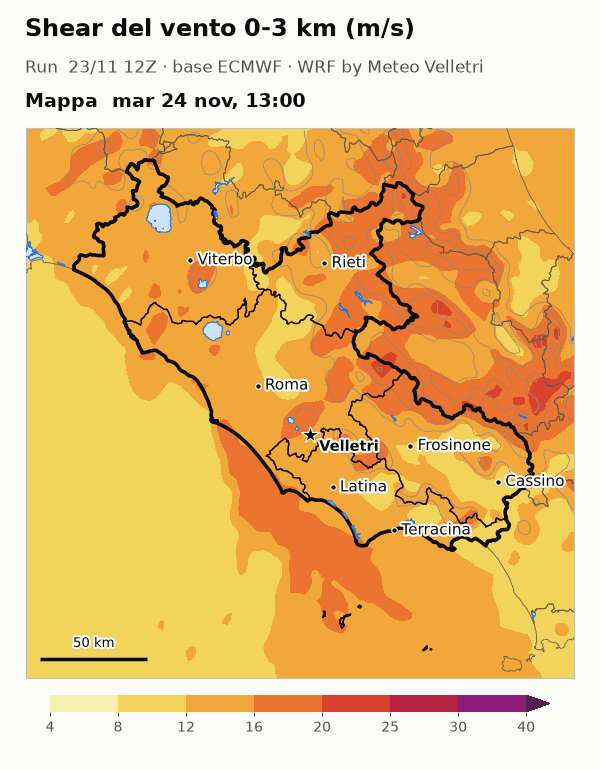 Shear del vento 0-3 km (m/s)
Run  23/11 12Z · base ECMWF · WRF by Meteo Velletri
Mappa  mar 24 nov, 13:00
Viterbo
Rieti
Roma
Velletri
Frosinone
Latina
Cassino
Terracina
50 km
4 8 12 16 20 25 30 40